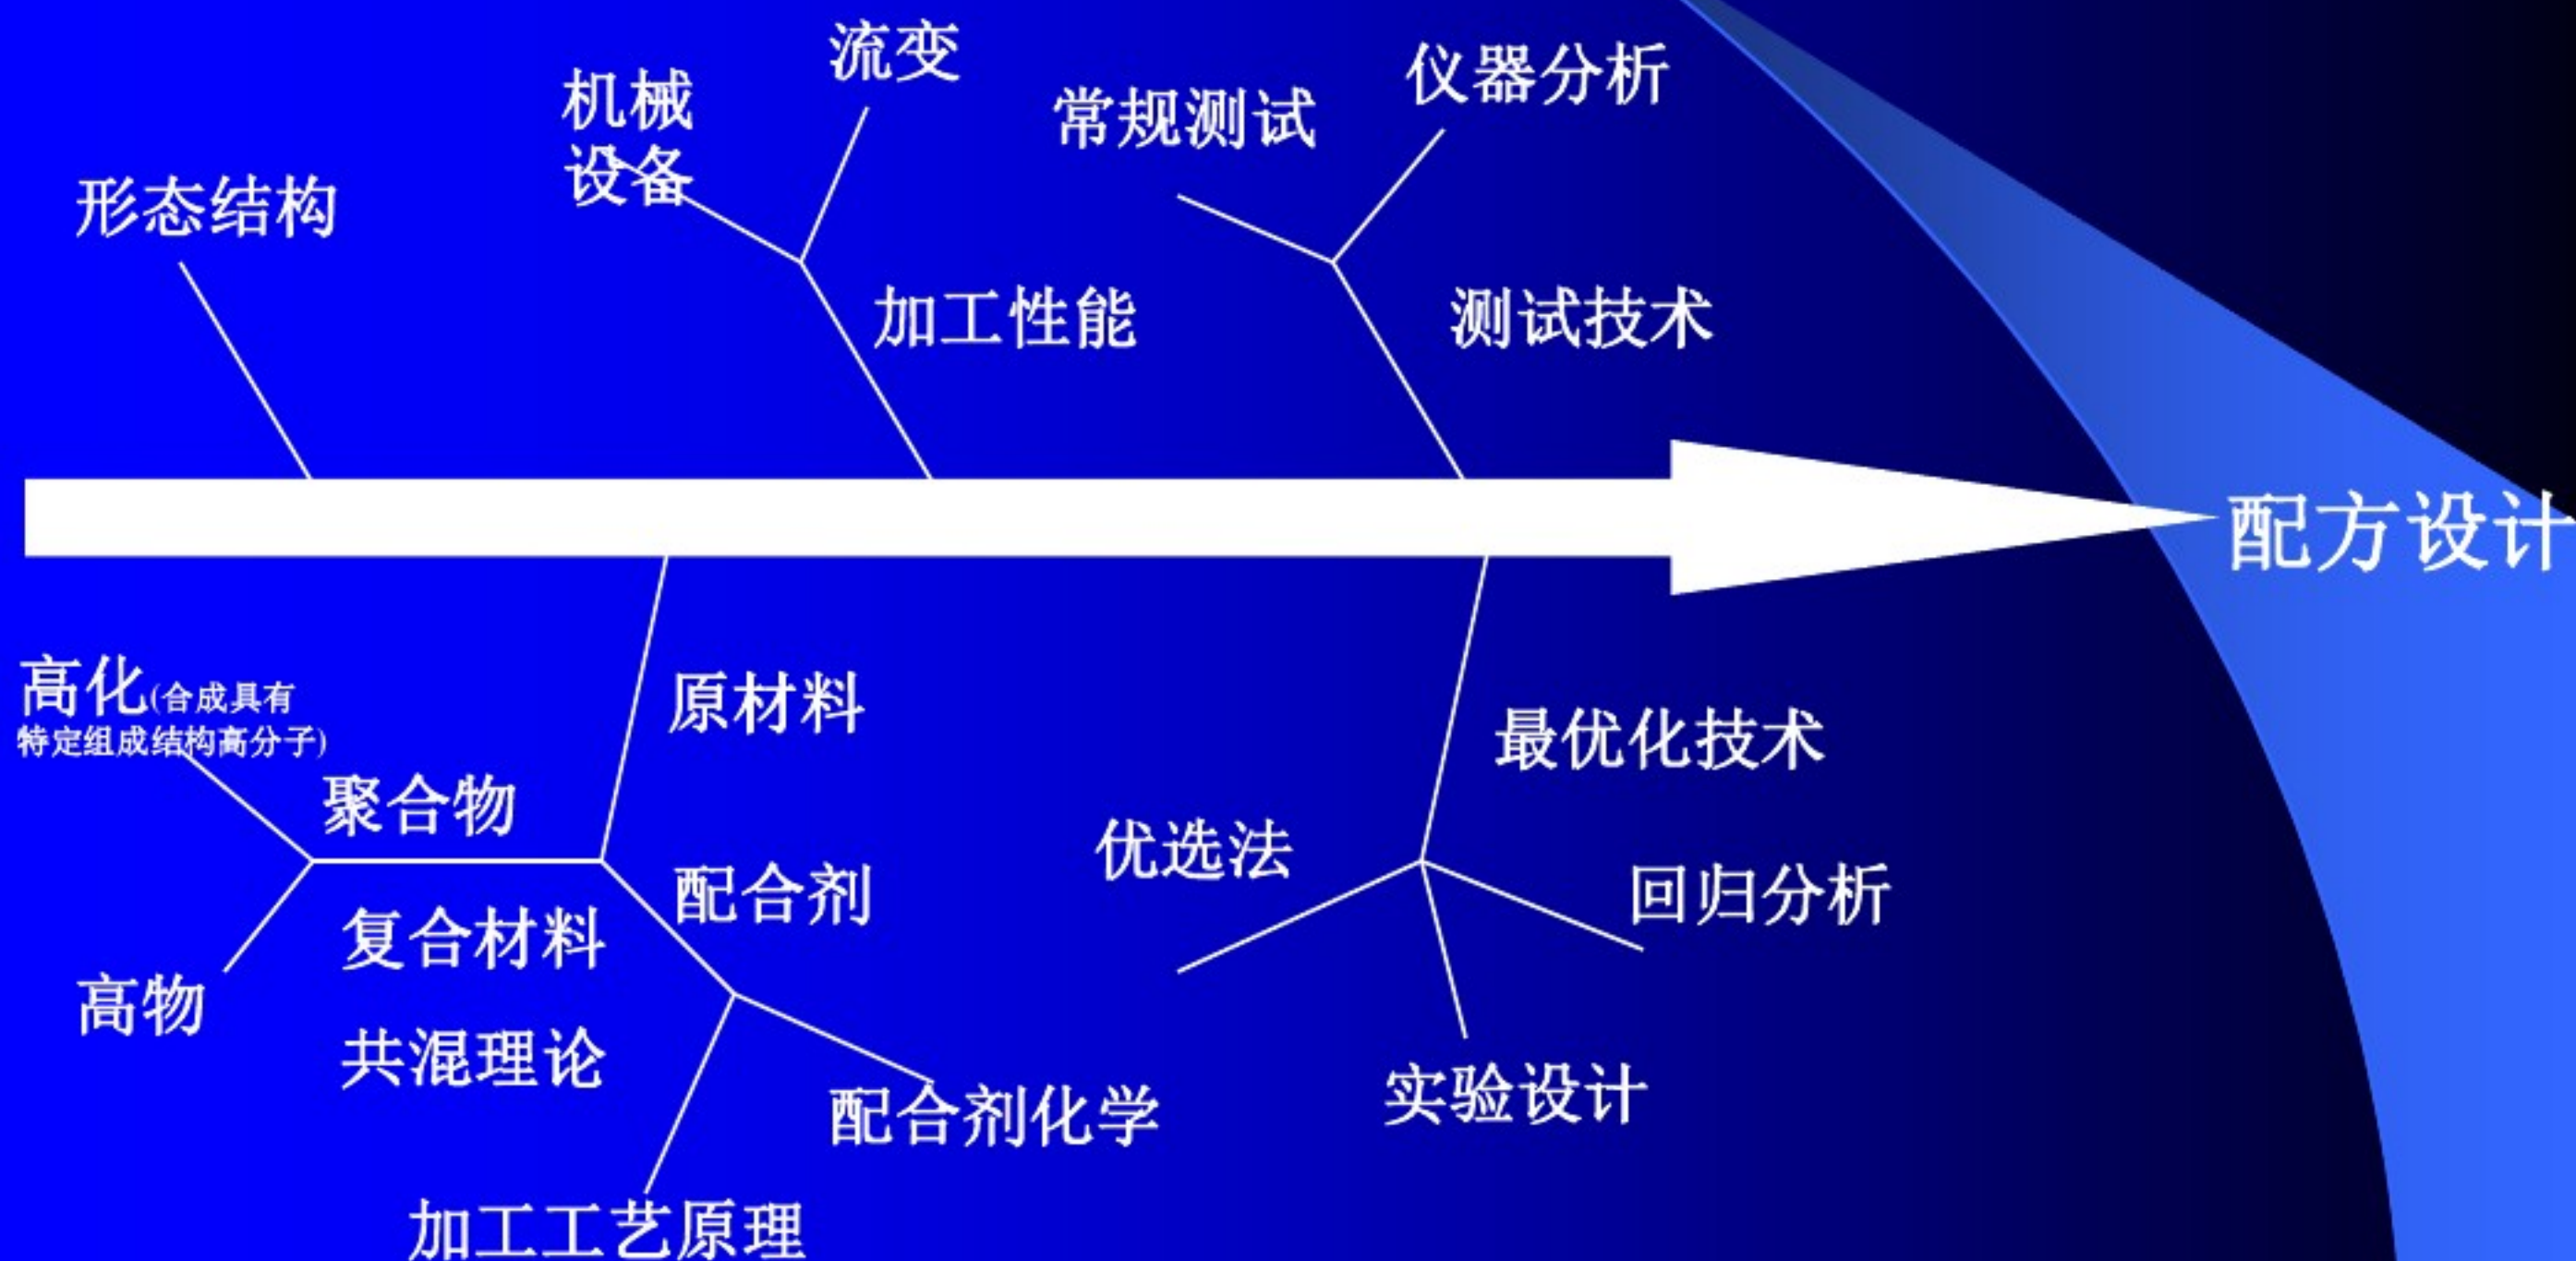 流变
仪器分析
机械
设备
常规测试
形态结构
加工性能
测试技术
配方设计
高化(合成具有
特定组成结构高分子)
原材料
最优化技术
聚合物
优选法
配合剂
回归分析
复合材料
高物
共混理论
配合剂化学
实验设计
加工工艺原理